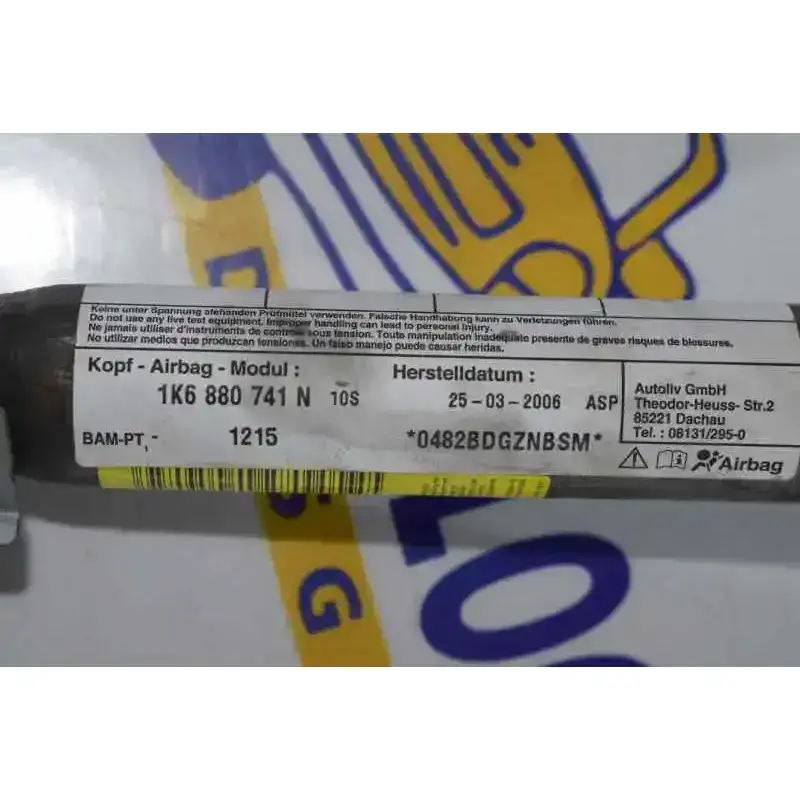 Keine unter Spannung stehenden Prüfmittel verwenden. Falsche Handhabung kann zu Verletzungen führen.
Do not use any live test equipment. Improper handling can lead to personal injury.
Ne jamais utiliser d'instruments de controle sous tension. Toute manipulation inadéquate presente de graves risques de blessures.
No utilizar medios que produzcan tensiones. Un falso manejo puede causar heridas.
Kopf - Airbag - Modul :
1K6 880 741 N 10S
Herstelldatum :
25-03-2006 ASP
BAM-PT,- 1215
*0482BDGZNBSM*
Autoliv GmbH
Theodor-Heuss- Str.2
85221 Dachau
Tel. : 08131/295-0
Airbag
D
S
G
LOG